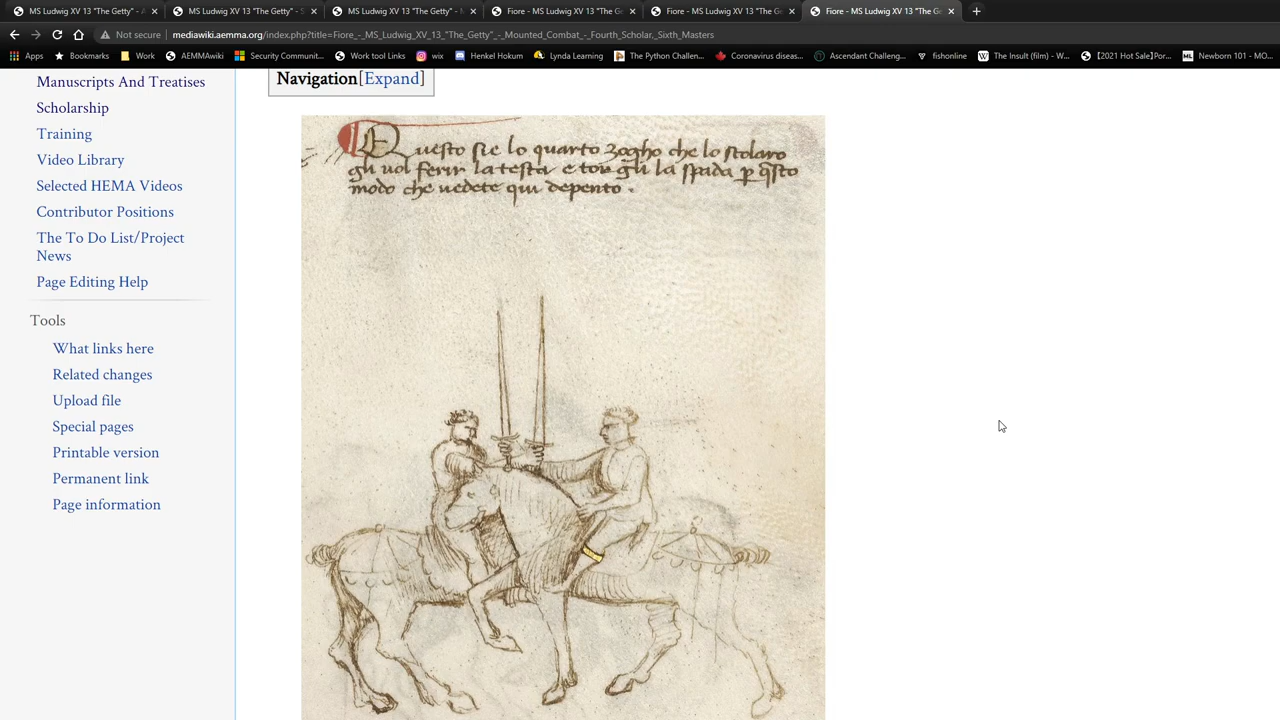 MS Ludwig XV 13 "The Getty" - A
MS Ludwig XV 13 "The Getty" - S
MS Ludwig XV 13 "The Getty" - M
Fiore - MS Ludwig XV 13 "The Ge
Fiore - MS Ludwig XV 13 "The Ge
Fiore - MS Ludwig XV 13 "The Ge
Not secure
mediawiki.aemma.org/index.php?title=Fiore_-_MS_Ludwig_XV_13_"The_Getty"_-_Mounted_Combat_-_Fourth_Scholar,_Sixth_Masters
Apps
Bookmarks
Work
AEMMAwiki
Security Communit...
Work tool Links
Henkel Hokum
wix
Lynda Learning
The Python Challen...
Coronavirus diseas...
Ascendant Challeng...
fishonline
The Insult (film) - W...
【2021 Hot Sale】Por...
Newborn 101 - MO...
Manuscripts And Treatises
Scholarship
Training
Video Library
Selected HEMA Videos
Contributor Positions
The To Do List/Project
News
Page Editing Help
Tools
What links here
Related changes
Upload file
Special pages
Printable version
Permanent link
Page information
Navigation[Expand]
Questo sie lo quarto zogho che lo scolaro
gli vol ferir la testa e tor gli la spada p qsto
modo che vedete qui depento.